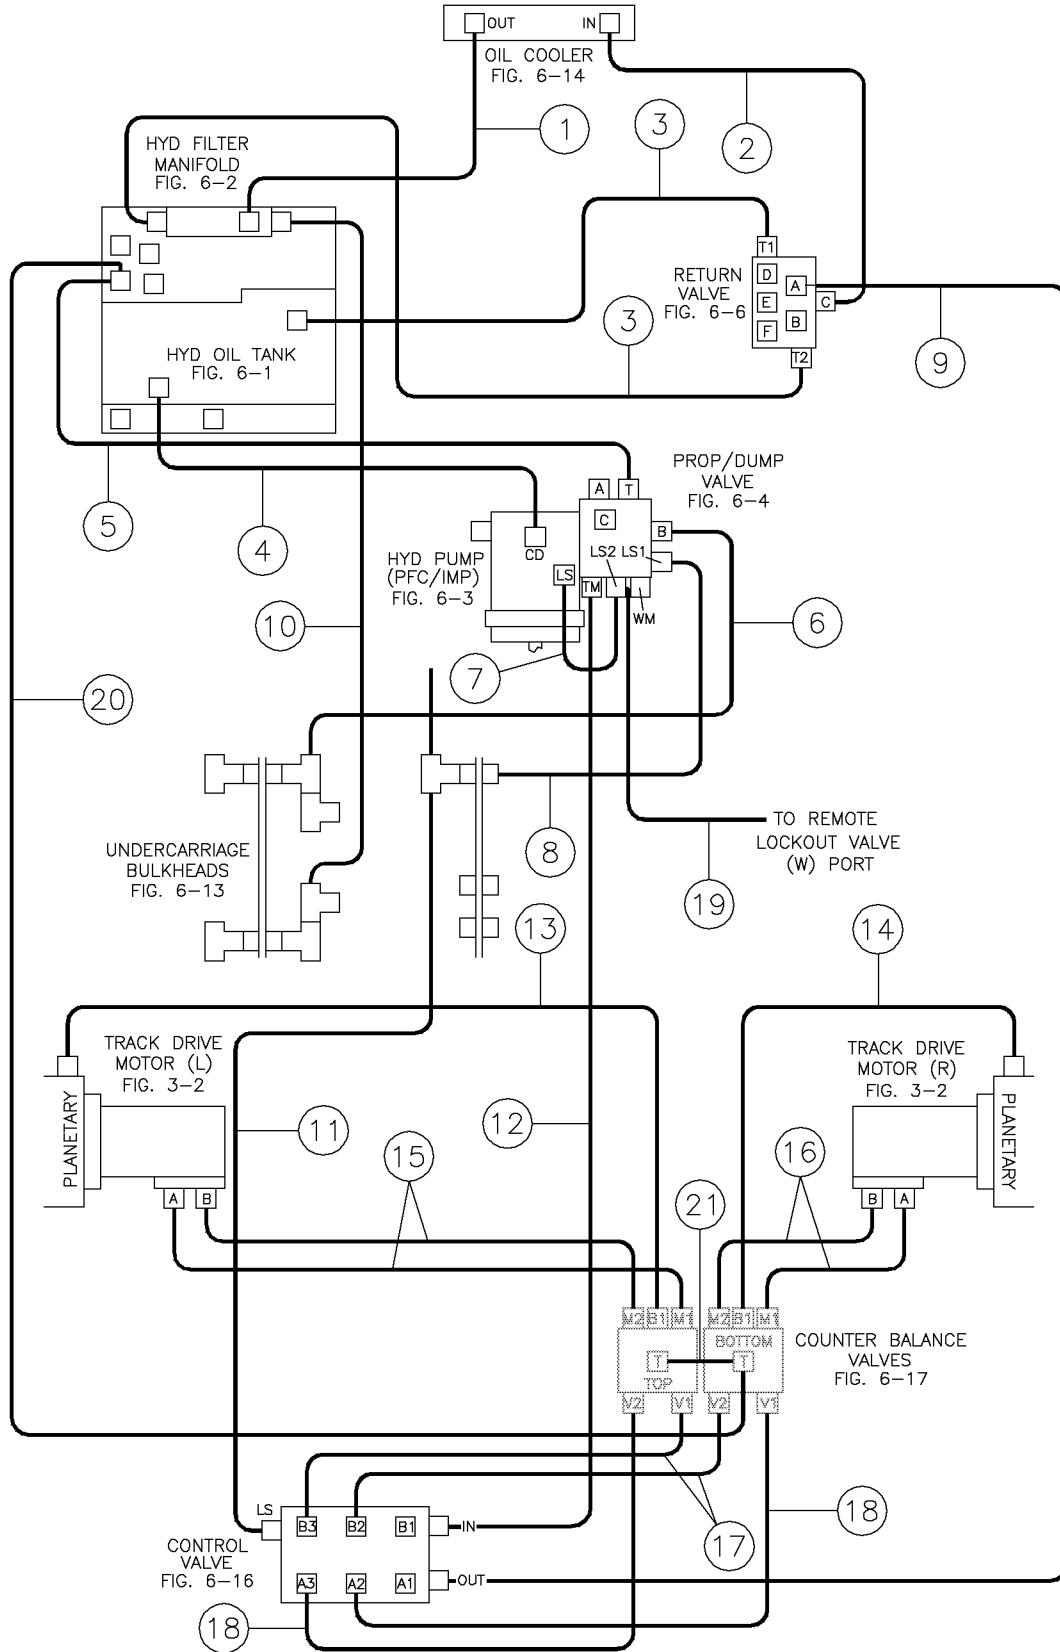 OUT
IN
OIL COOLER
FIG. 6-14
1
3
2
HYD FILTER
MANIFOLD
FIG. 6-2
T1
D
A
E
C
B
F
T2
RETURN
VALVE
FIG. 6-6
3
9
HYD OIL TANK
FIG. 6-1
5
4
PROP/DUMP
VALVE
FIG. 6-4
A
T
C
B
LS2
LS1
CD
LS
TM
WM
HYD PUMP
(PFC/IMP)
FIG. 6-3
10
6
7
20
TO REMOTE
LOCKOUT VALVE
(W) PORT
8
19
UNDERCARRIAGE
BULKHEADS
FIG. 6-13
13
14
TRACK DRIVE
MOTOR (L)
FIG. 3-2
TRACK DRIVE
MOTOR (R)
FIG. 3-2
PLANETARY
PLANETARY
11
12
15
16
21
A
B
B
A
M2
B1
M1
M2
B1
M1
BOTTOM
T
T
TOP
V2
V1
V2
V1
COUNTER BALANCE
VALVES
FIG. 6-17
LS
B3
B2
B1
IN
17
18
CONTROL
VALVE
FIG. 6-16
A3
A2
A1
OUT
18